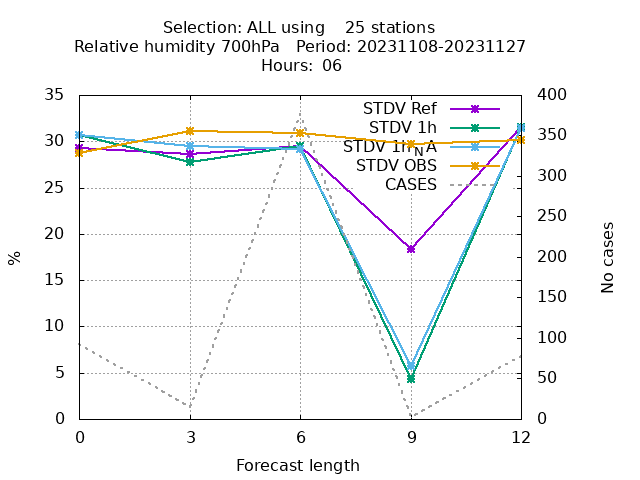 Selection: ALL using    25 stations
Relative humidity 700hPa   Period: 20231108-20231127
Hours: 06
STDV Ref
STDV 1h
STDV 1h_N A
STDV OBS
CASES
35
30
25
20
15
10
5
0
400
350
300
250
200
150
100
50
0
%
No cases
0 3 6 9 12
Forecast length